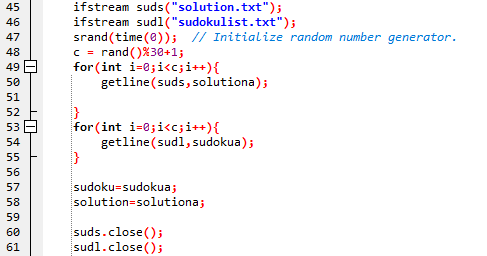 45 ifstream suds("solution.txt");
46 ifstream sudl("sudokulist.txt");
47 srand(time(0));  // Initialize random number generator.
48 c = rand()%30+1;
49 for(int i=0;i<c;i++){
50 getline(suds,solutiona);
51
52 }
53 for(int i=0;i<c;i++){
54 getline(sudl,sudokua);
55 }
56
57 sudoku=sudokua;
58 solution=solutiona;
59
60 suds.close();
61 sudl.close();